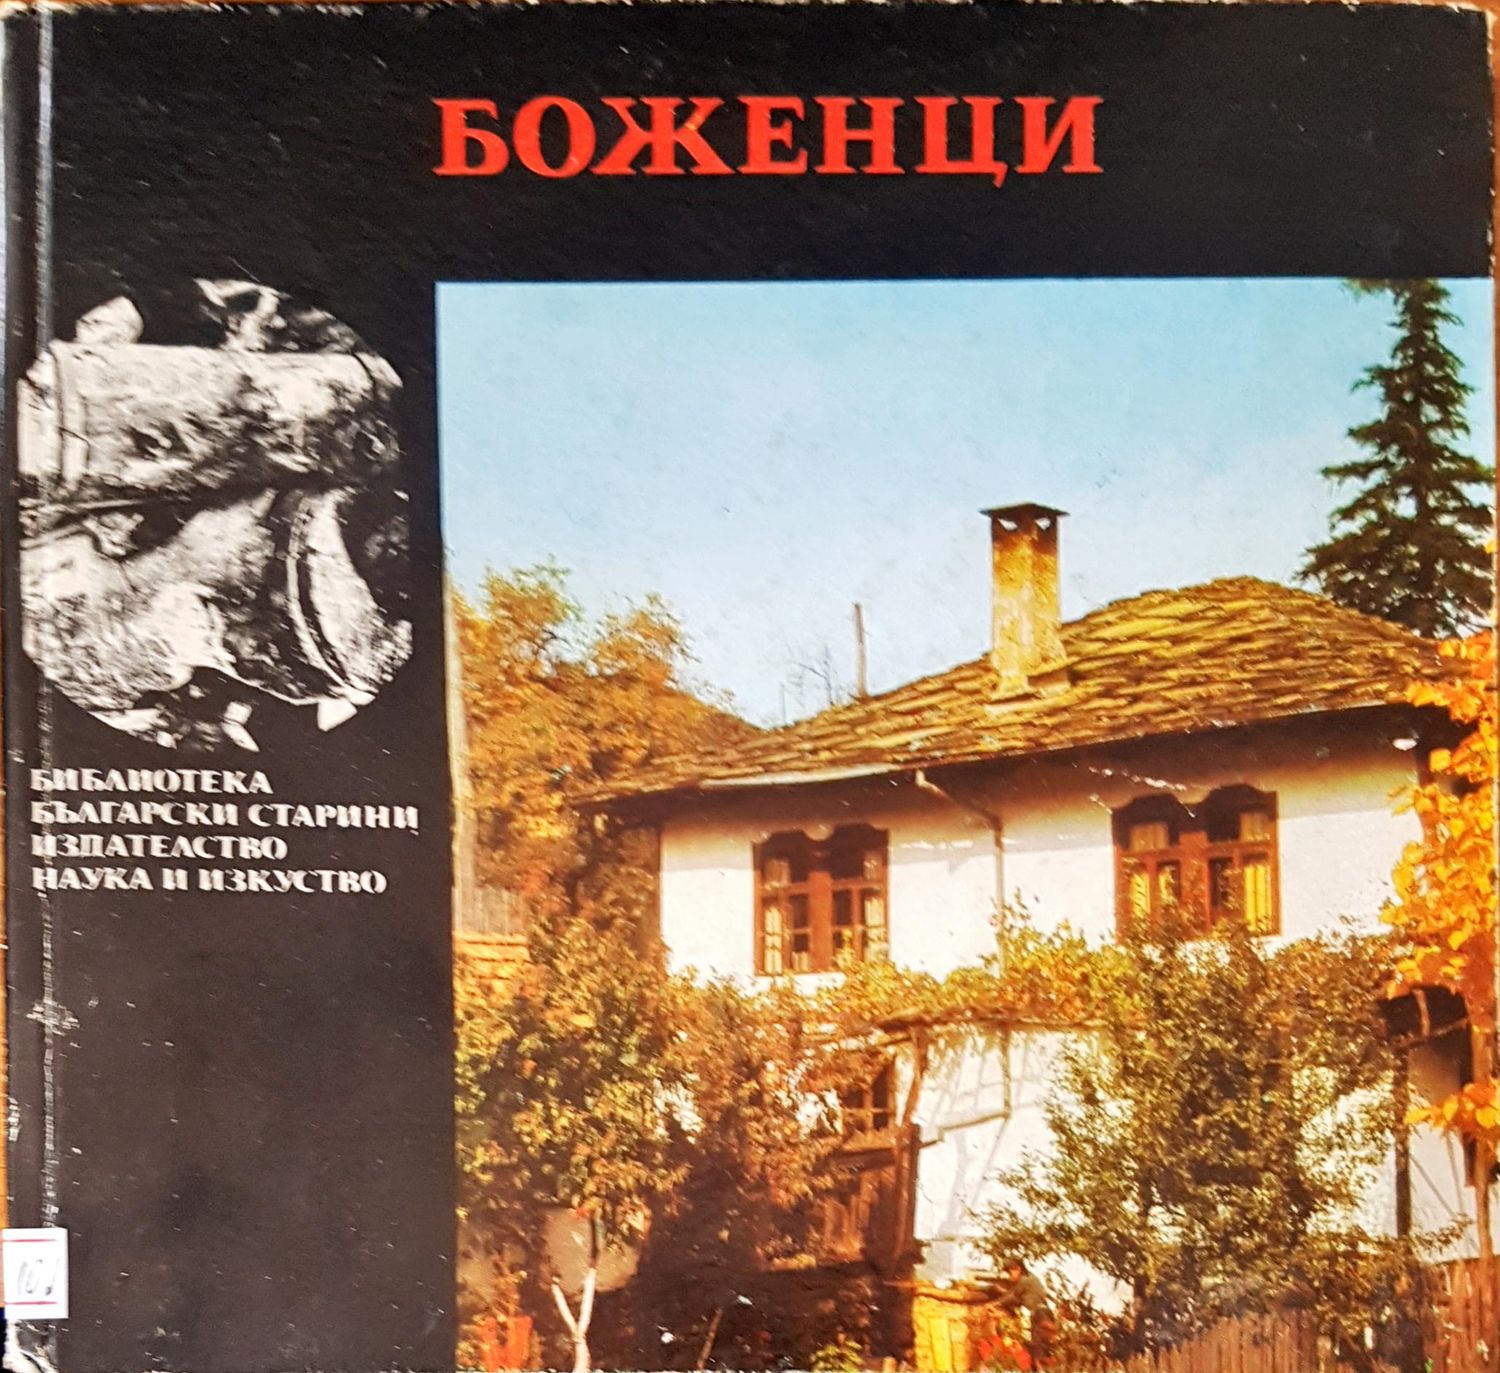 БОЖЕНЦИ
БИБЛИОТЕКА
БЪЛГАРСКИ СТАРИНИ
ИЗДАТЕЛСТВО
НАУКА И ИЗКУСТВО